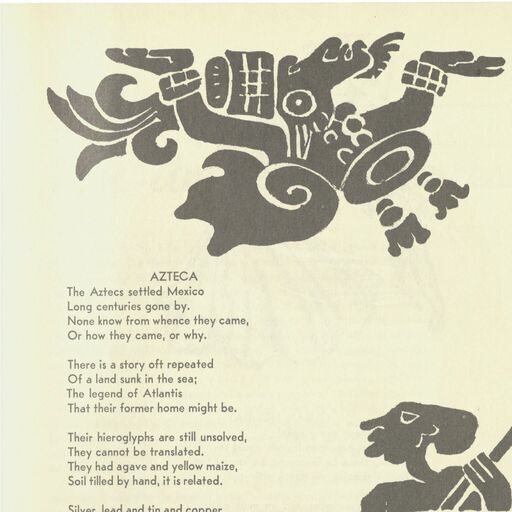 AZTECA
The Aztecs settled Mexico
Long centuries gone by.
None know from whence they came,
Or how they came, or why.
There is a story oft repeated
Of a land sunk in the sea;
The legend of Atlantis
That their former home might be.
Their hieroglyphs are still unsolved,
They cannot be translated.
They had agave and yellow maize,
Soil tilled by hand, it is related.
Silver, lead and tin and copper